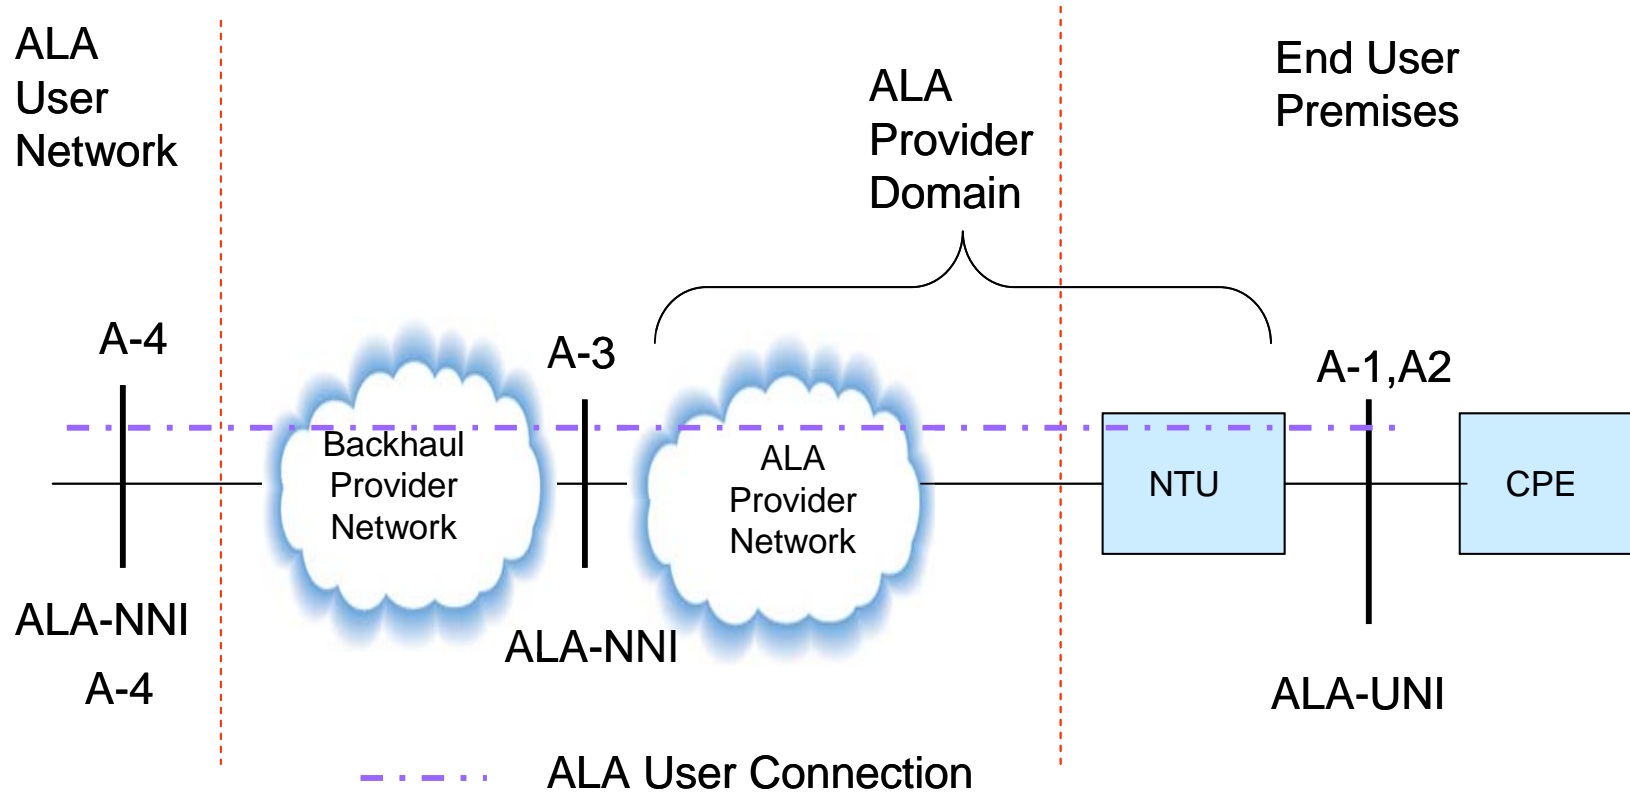 ALA
User
Network
ALA
Provider
Domain
End User
Premises
A-4
A-3
A-1,A2
Backhaul
Provider
Network
ALA
Provider
Network
NTU
CPE
ALA-NNI
A-4
ALA-NNI
ALA-UNI
ALA User Connection